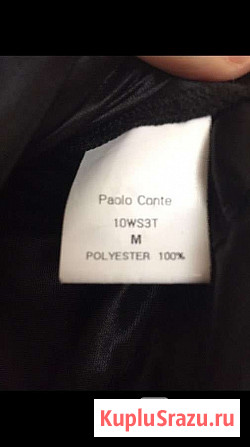 Paolo Conte
10WS3T
M
POLYESTER 100%
KupluSrazu.ru